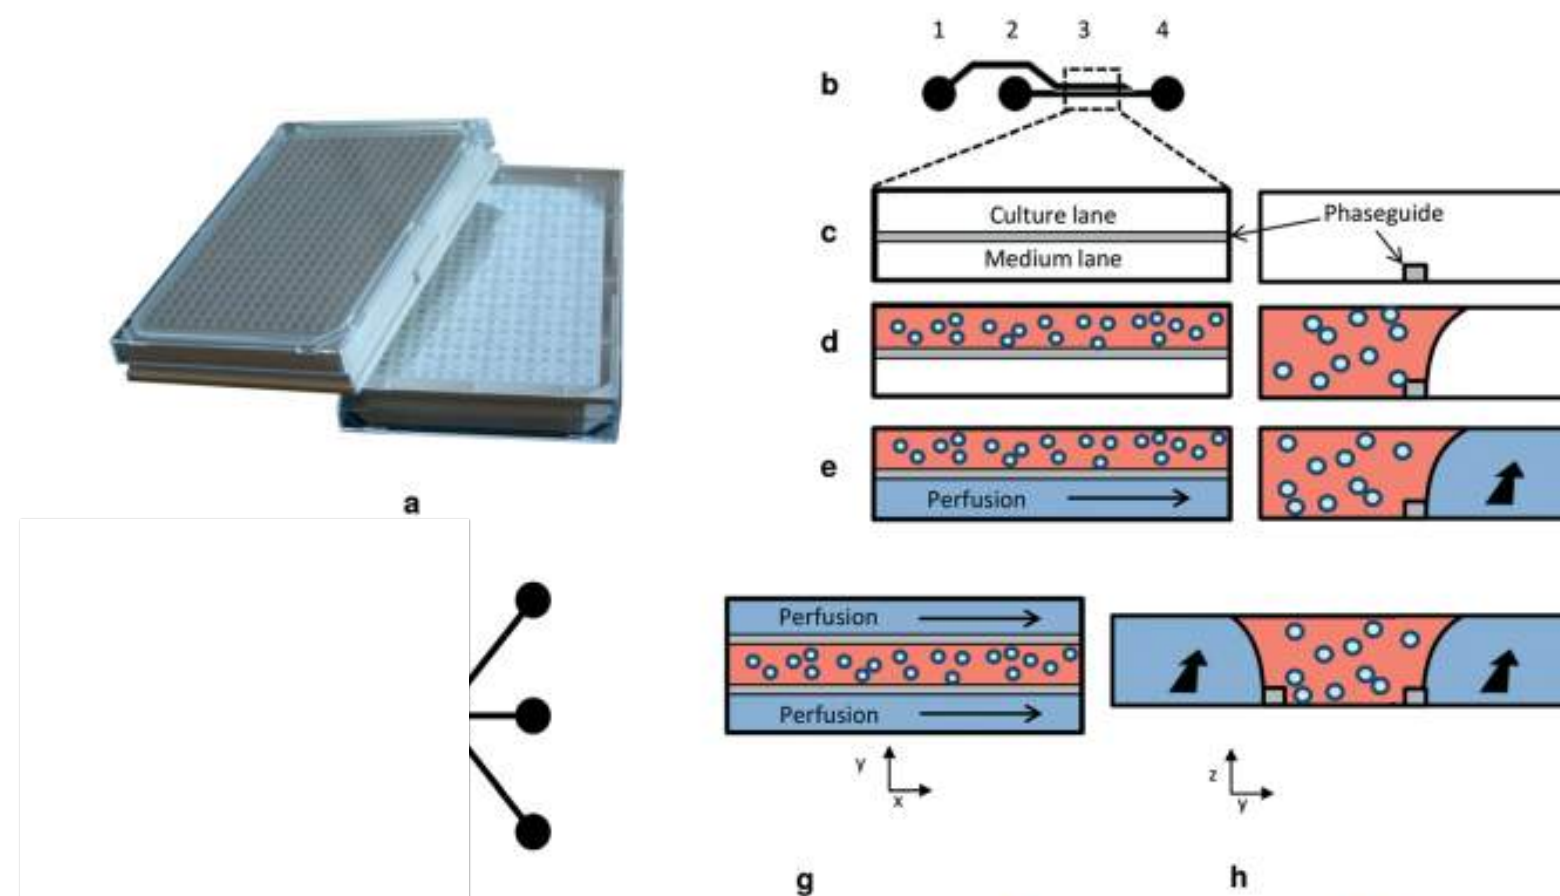 1 2 3 4
b
c
Culture lane
Medium lane
Phaseguide
d
e
Perfusion
a
Perfusion
Perfusion
y
x
z
y
g
h